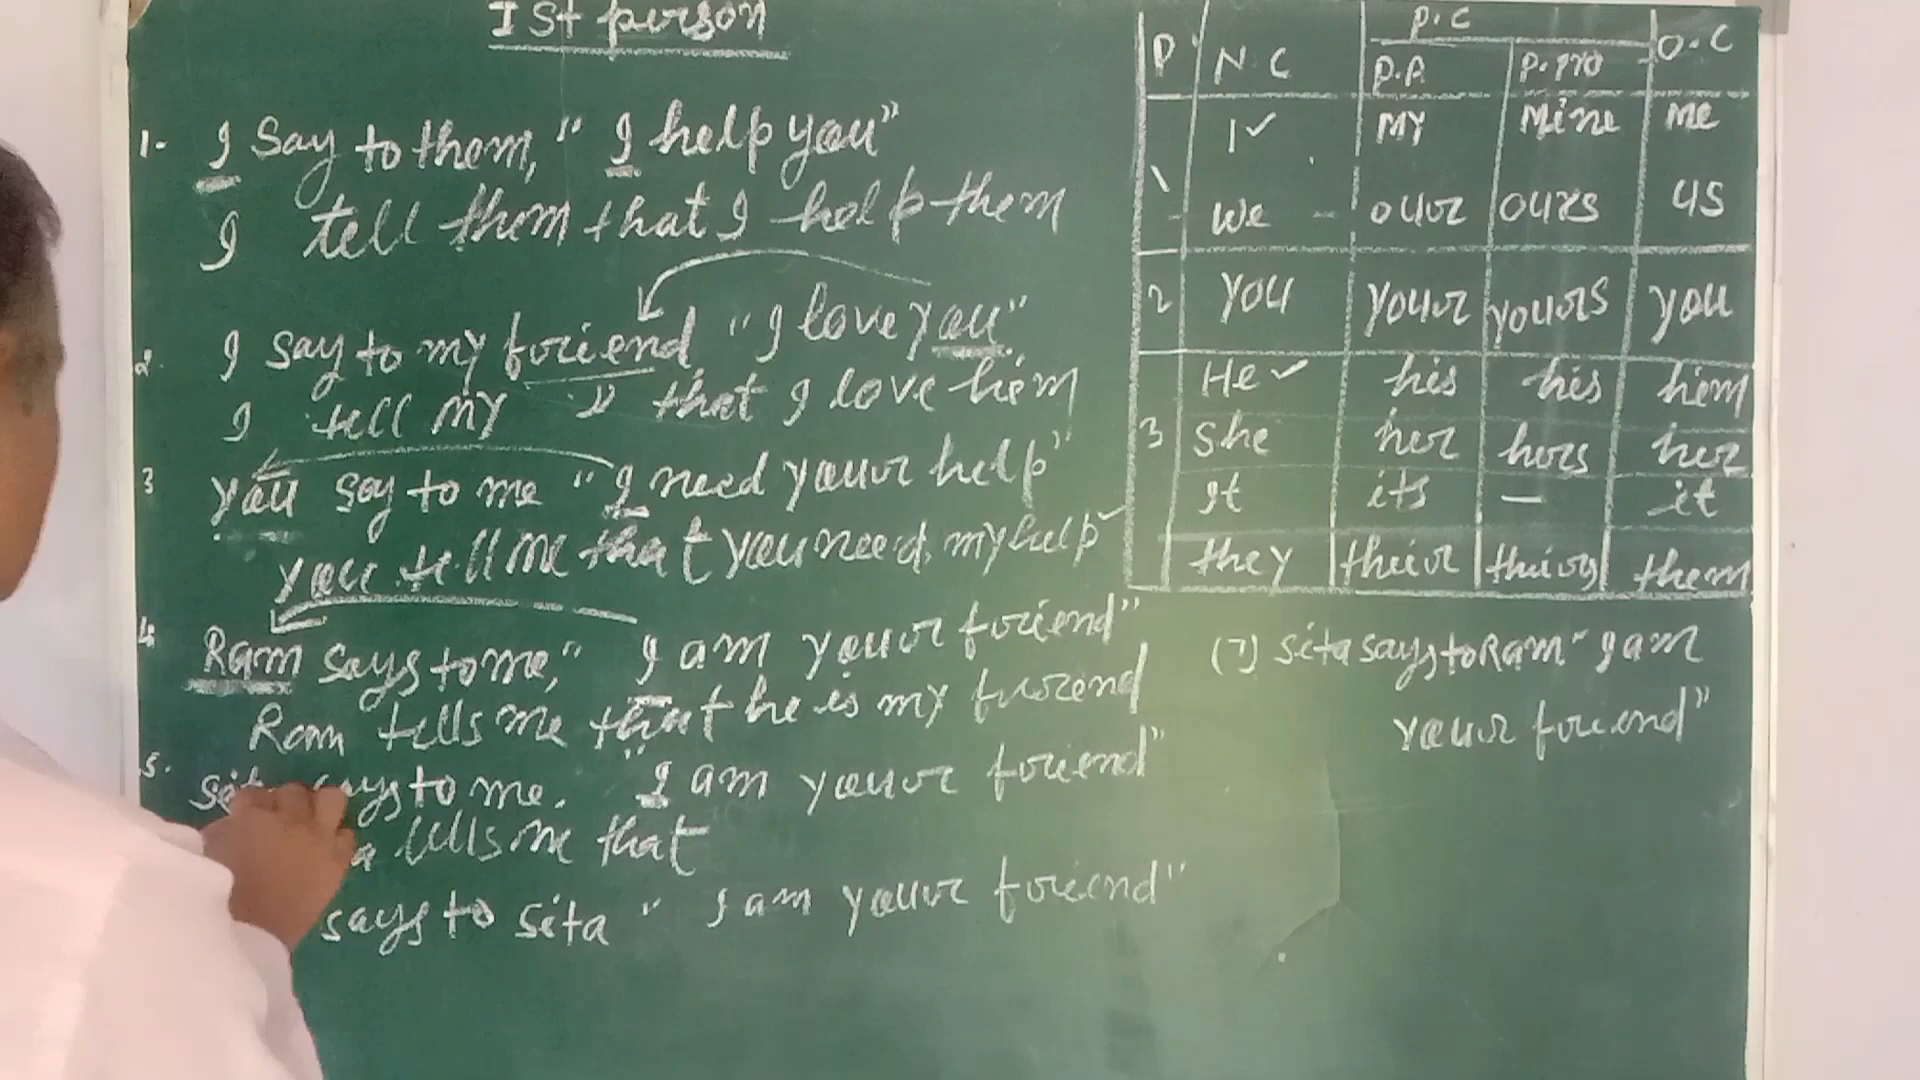 Ist person
1. I Say to them, " I help you"
I tell them that I help them
2. I say to my friend "I love you"
I tell my " that I love him
3 you say to me "I need your help"
you tell me that you need my help
4 Ram says to me, " I am your friend"
Ram tells me that he is my friend
5. says to me. "I am your friend"
tells me that
says to sita " I am your friend"
P N.C P.C O.C
P.A P.pro
1 I my mine me
we our ours us
2 you your yours you
3 He his his him
she her hers her
It its — it
they their theirs them
(7) sita says to Ram " I am
your friend"